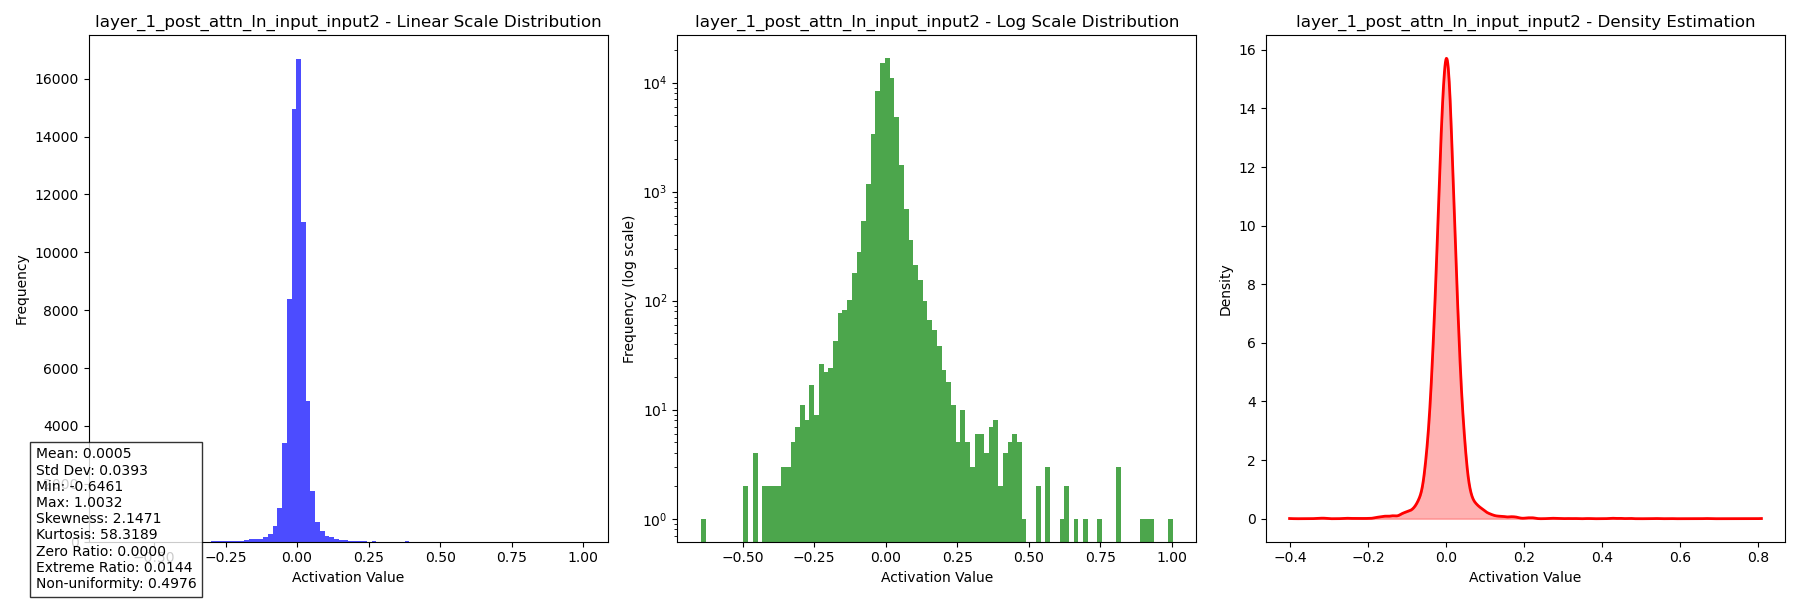 layer_1_post_attn_ln_input_input2 - Linear Scale Distribution
16000
14000
12000
10000
8000
6000
4000
Frequency
−0.25
0.00
0.25
0.50
0.75
1.00
Activation Value
Mean: 0.0005
Std Dev: 0.0393
Min: -0.6461
Max: 1.0032
Skewness: 2.1471
Kurtosis: 58.3189
Zero Ratio: 0.0000
Extreme Ratio: 0.0144
Non-uniformity: 0.4976
layer_1_post_attn_ln_input_input2 - Log Scale Distribution
10⁴
10³
10²
10¹
10⁰
Frequency (log scale)
−0.50
−0.25
0.00
0.25
0.50
0.75
1.00
Activation Value
layer_1_post_attn_ln_input_input2 - Density Estimation
16
14
12
10
8
6
4
2
0
Density
−0.4
−0.2
0.0
0.2
0.4
0.6
0.8
Activation Value